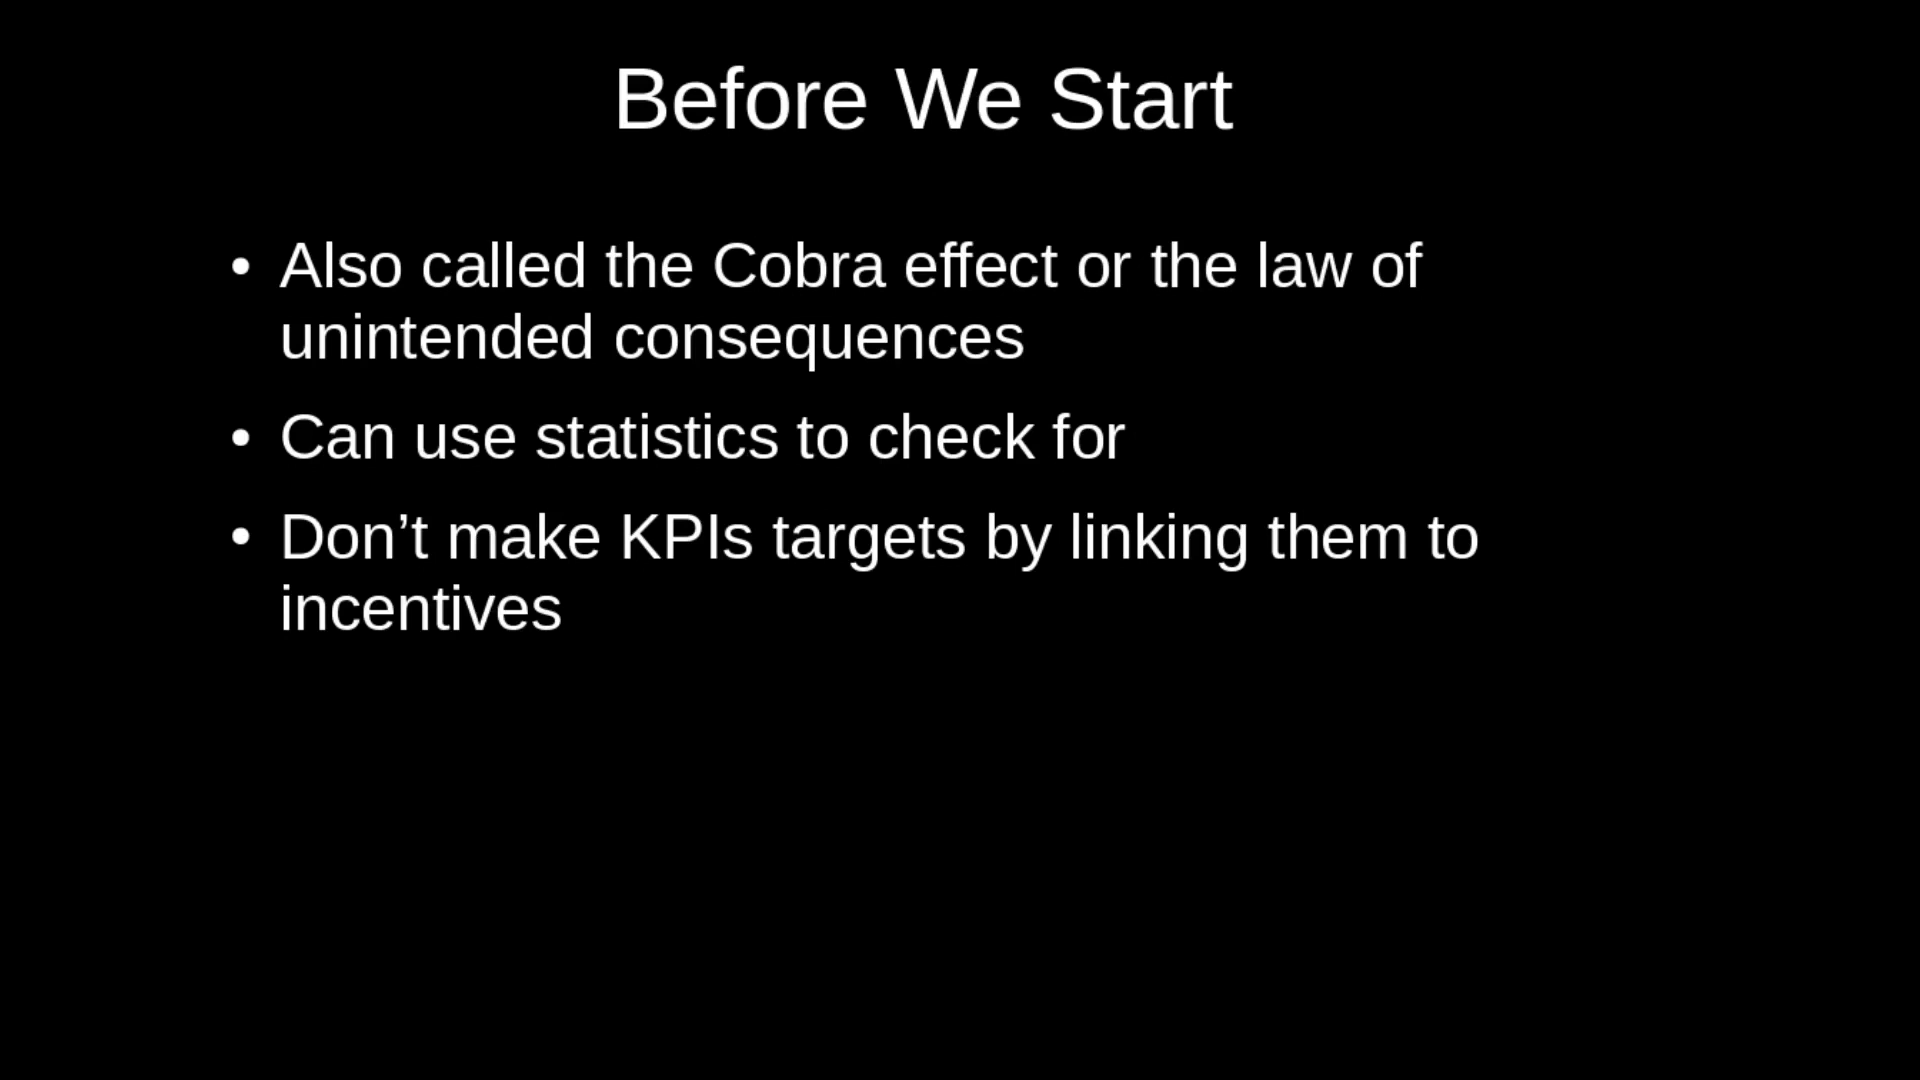 Before We Start
• Also called the Cobra effect or the law of
unintended consequences
• Can use statistics to check for
• Don’t make KPIs targets by linking them to
incentives